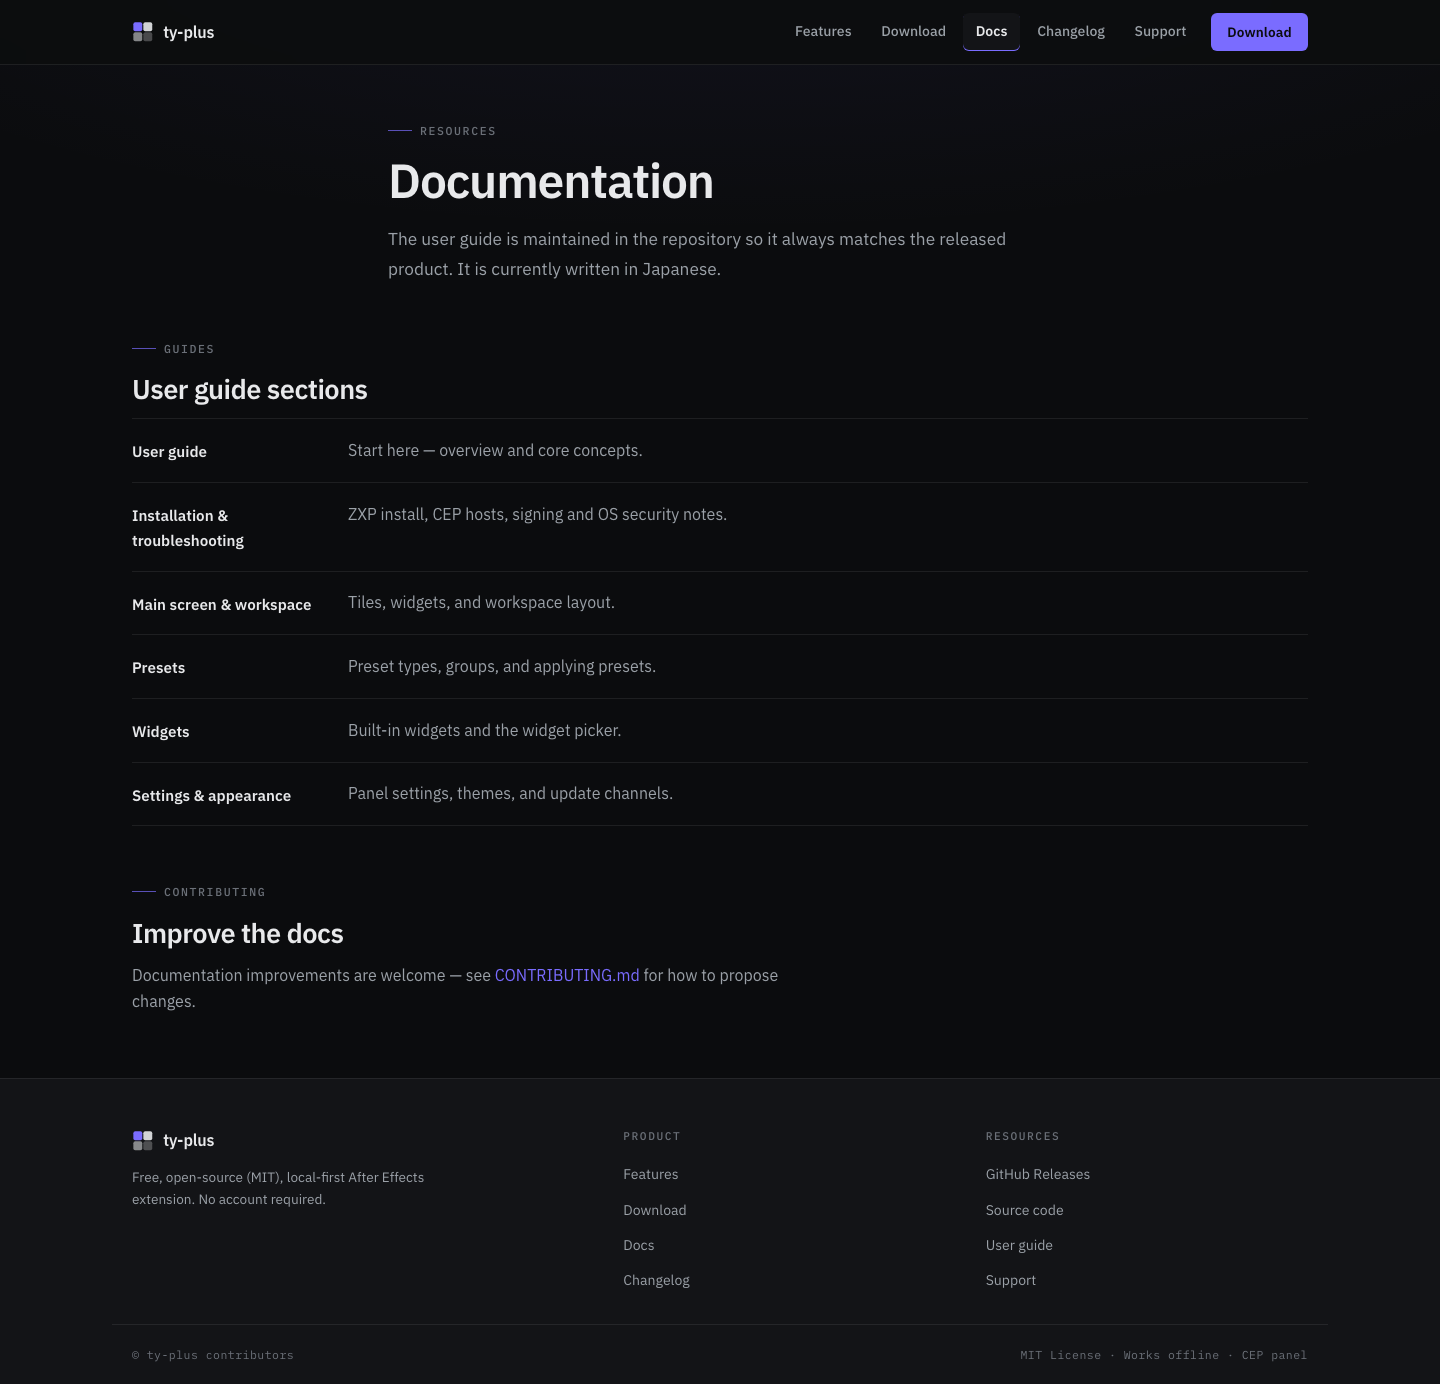 ty-plus
Features
Download
Docs
Changelog
Support
Download
RESOURCES
Documentation
The user guide is maintained in the repository so it always matches the released
product. It is currently written in Japanese.
GUIDES
User guide sections
User guide
Start here — overview and core concepts.
Installation &
troubleshooting
ZXP install, CEP hosts, signing and OS security notes.
Main screen & workspace
Tiles, widgets, and workspace layout.
Presets
Preset types, groups, and applying presets.
Widgets
Built-in widgets and the widget picker.
Settings & appearance
Panel settings, themes, and update channels.
CONTRIBUTING
Improve the docs
Documentation improvements are welcome — see CONTRIBUTING.md for how to propose
changes.
ty-plus
Free, open-source (MIT), local-first After Effects
extension. No account required.
PRODUCT
Features
Download
Docs
Changelog
RESOURCES
GitHub Releases
Source code
User guide
Support
© ty-plus contributors
MIT License · Works offline · CEP panel